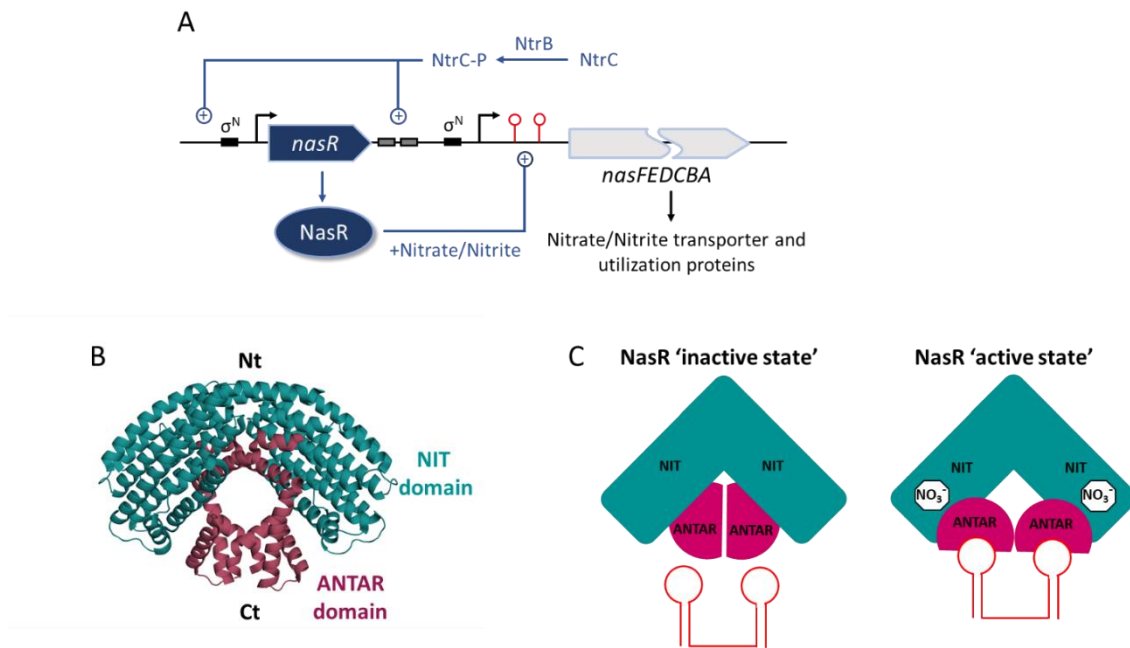 A
NtrC-P
NtrB
NtrC
σN
σN
nasR
nasFEDCBA
NasR
+Nitrate/Nitrite
Nitrate/Nitrite transporter and
utilization proteins
B
Nt
NIT
domain
ANTAR
domain
Ct
C
NasR ‘inactive state’
NIT
NIT
ANTAR
ANTAR
NasR ‘active state’
NIT
NIT
NO3-
NO3-
ANTAR
ANTAR